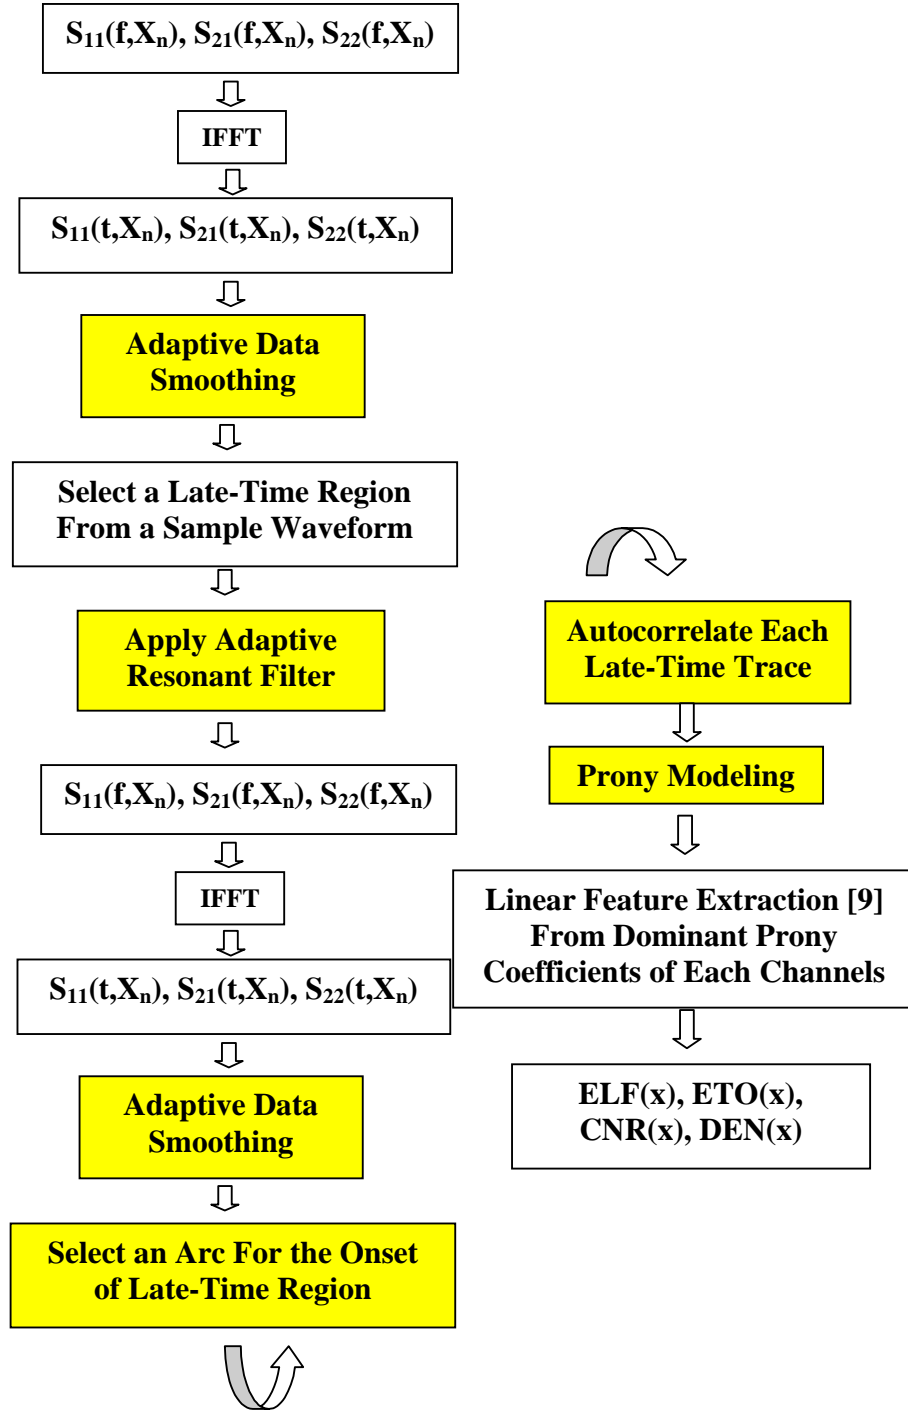 S₁₁(f,Xₙ), S₂₁(f,Xₙ), S₂₂(f,Xₙ)
IFFT
S₁₁(t,Xₙ), S₂₁(t,Xₙ), S₂₂(t,Xₙ)
Adaptive Data
Smoothing
Select a Late-Time Region
From a Sample Waveform
Apply Adaptive
Resonant Filter
S₁₁(f,Xₙ), S₂₁(f,Xₙ), S₂₂(f,Xₙ)
IFFT
S₁₁(t,Xₙ), S₂₁(t,Xₙ), S₂₂(t,Xₙ)
Adaptive Data
Smoothing
Select an Arc For the Onset
of Late-Time Region
Autocorrelate Each
Late-Time Trace
Prony Modeling
Linear Feature Extraction [9]
From Dominant Prony
Coefficients of Each Channels
ELF(x), ETO(x),
CNR(x), DEN(x)